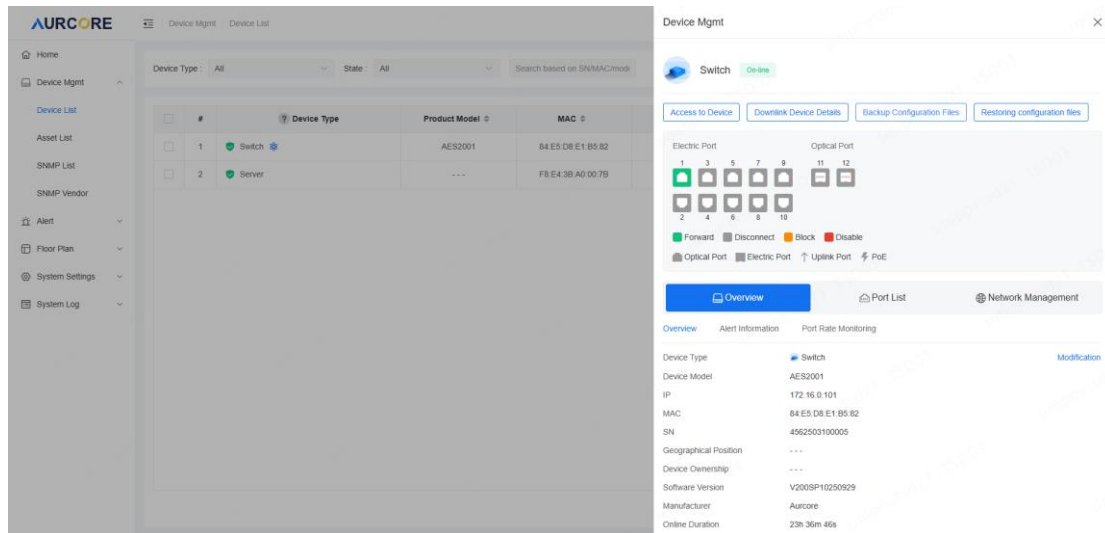 AURCORE
Device Mgmt Device List
Home
Device Mgmt
Device List
Asset List
SNMP List
SNMP Vendor
Alert
Floor Plan
System Settings
System Log
Device Type : All State : All Search based on SN/MAC/mod
# ? Device Type Product Model MAC
1 Switch AES2001 84:E5:D8:E1:B5:82
2 Server - - - F8:E4:3B:A0:00:7B
Device Mgmt
Switch On-line
Access to Device Downlink Device Details Backup Configuration Files Restoring configuration files
Electric Port Optical Port
1 3 5 7 9 11 12
2 4 6 8 10
Forward Disconnect Block Disable
Optical Port Electric Port Uplink Port PoE
Overview Port List Network Management
Overview Alert Information Port Rate Monitoring
Device Type Switch Modification
Device Model AES2001
IP 172.16.0.101
MAC 84:E5:D8:E1:B5:82
SN 4562503100005
Geographical Position - - -
Device Ownership - - -
Software Version V200SP10250929
Manufacturer Aurcore
Online Duration 23h 36m 46s